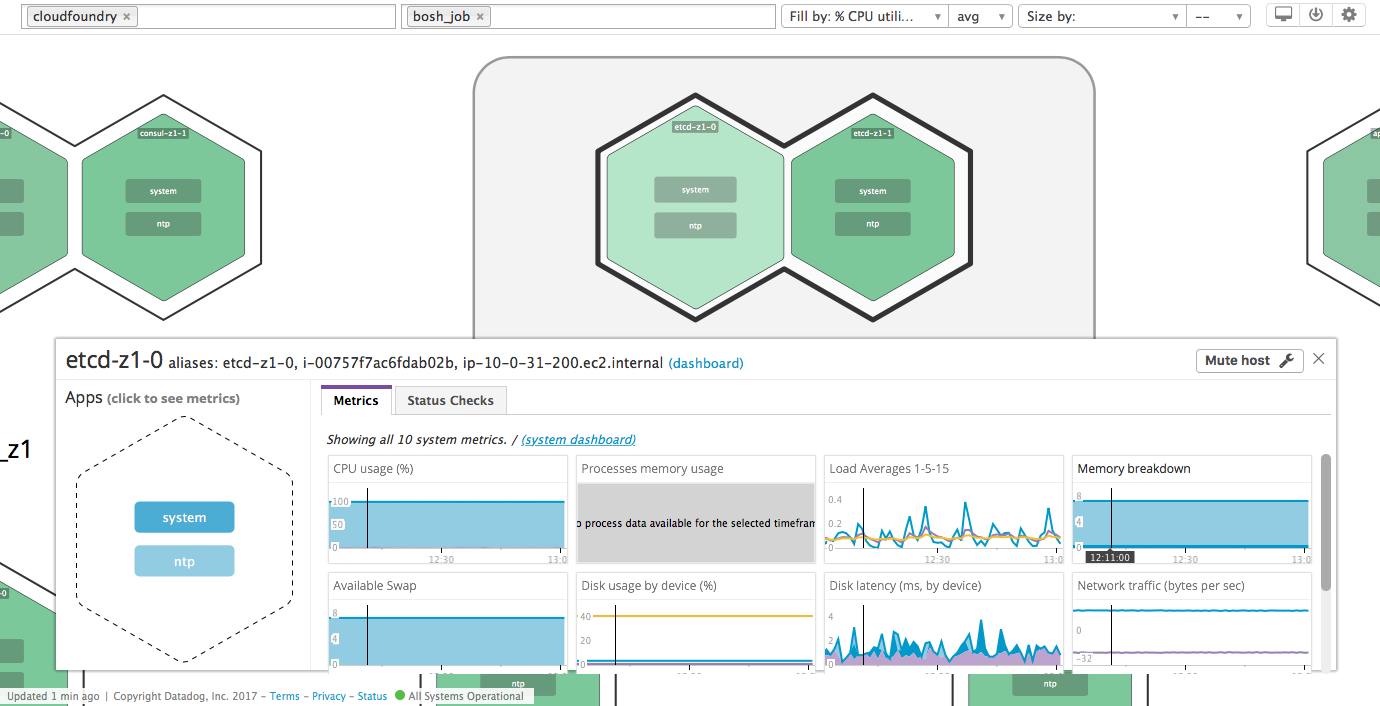 cloudfoundry × bosh_job × Fill by: % CPU utili... avg Size by: --
consul-z1-1 etcd-z1-0 etcd-z1-1
system system system
ntp ntp ntp
etcd-z1-0 aliases: etcd-z1-0, i-00757f7ac6fdab02b, ip-10-0-31-200.ec2.internal (dashboard) Mute host
Apps (click to see metrics)
Metrics Status Checks
Showing all 10 system metrics. / (system dashboard)
_z1
system
ntp
CPU usage (%) Processes memory usage Load Averages 1-5-15 Memory breakdown
100
50
0
12:30 13:0
o process data available for the selected timefram
0.4
0.2
0
12:30 13:0
8
4
0
12:11:00 12:30 13:0
Available Swap Disk usage by device (%) Disk latency (ms, by device) Network traffic (bytes per sec)
8
4
0
40
20
0
4
2
0
0
−32
ntp ntp
Updated 1 min ago | Copyright Datadog, Inc. 2017 – Terms – Privacy – Status All Systems Operational